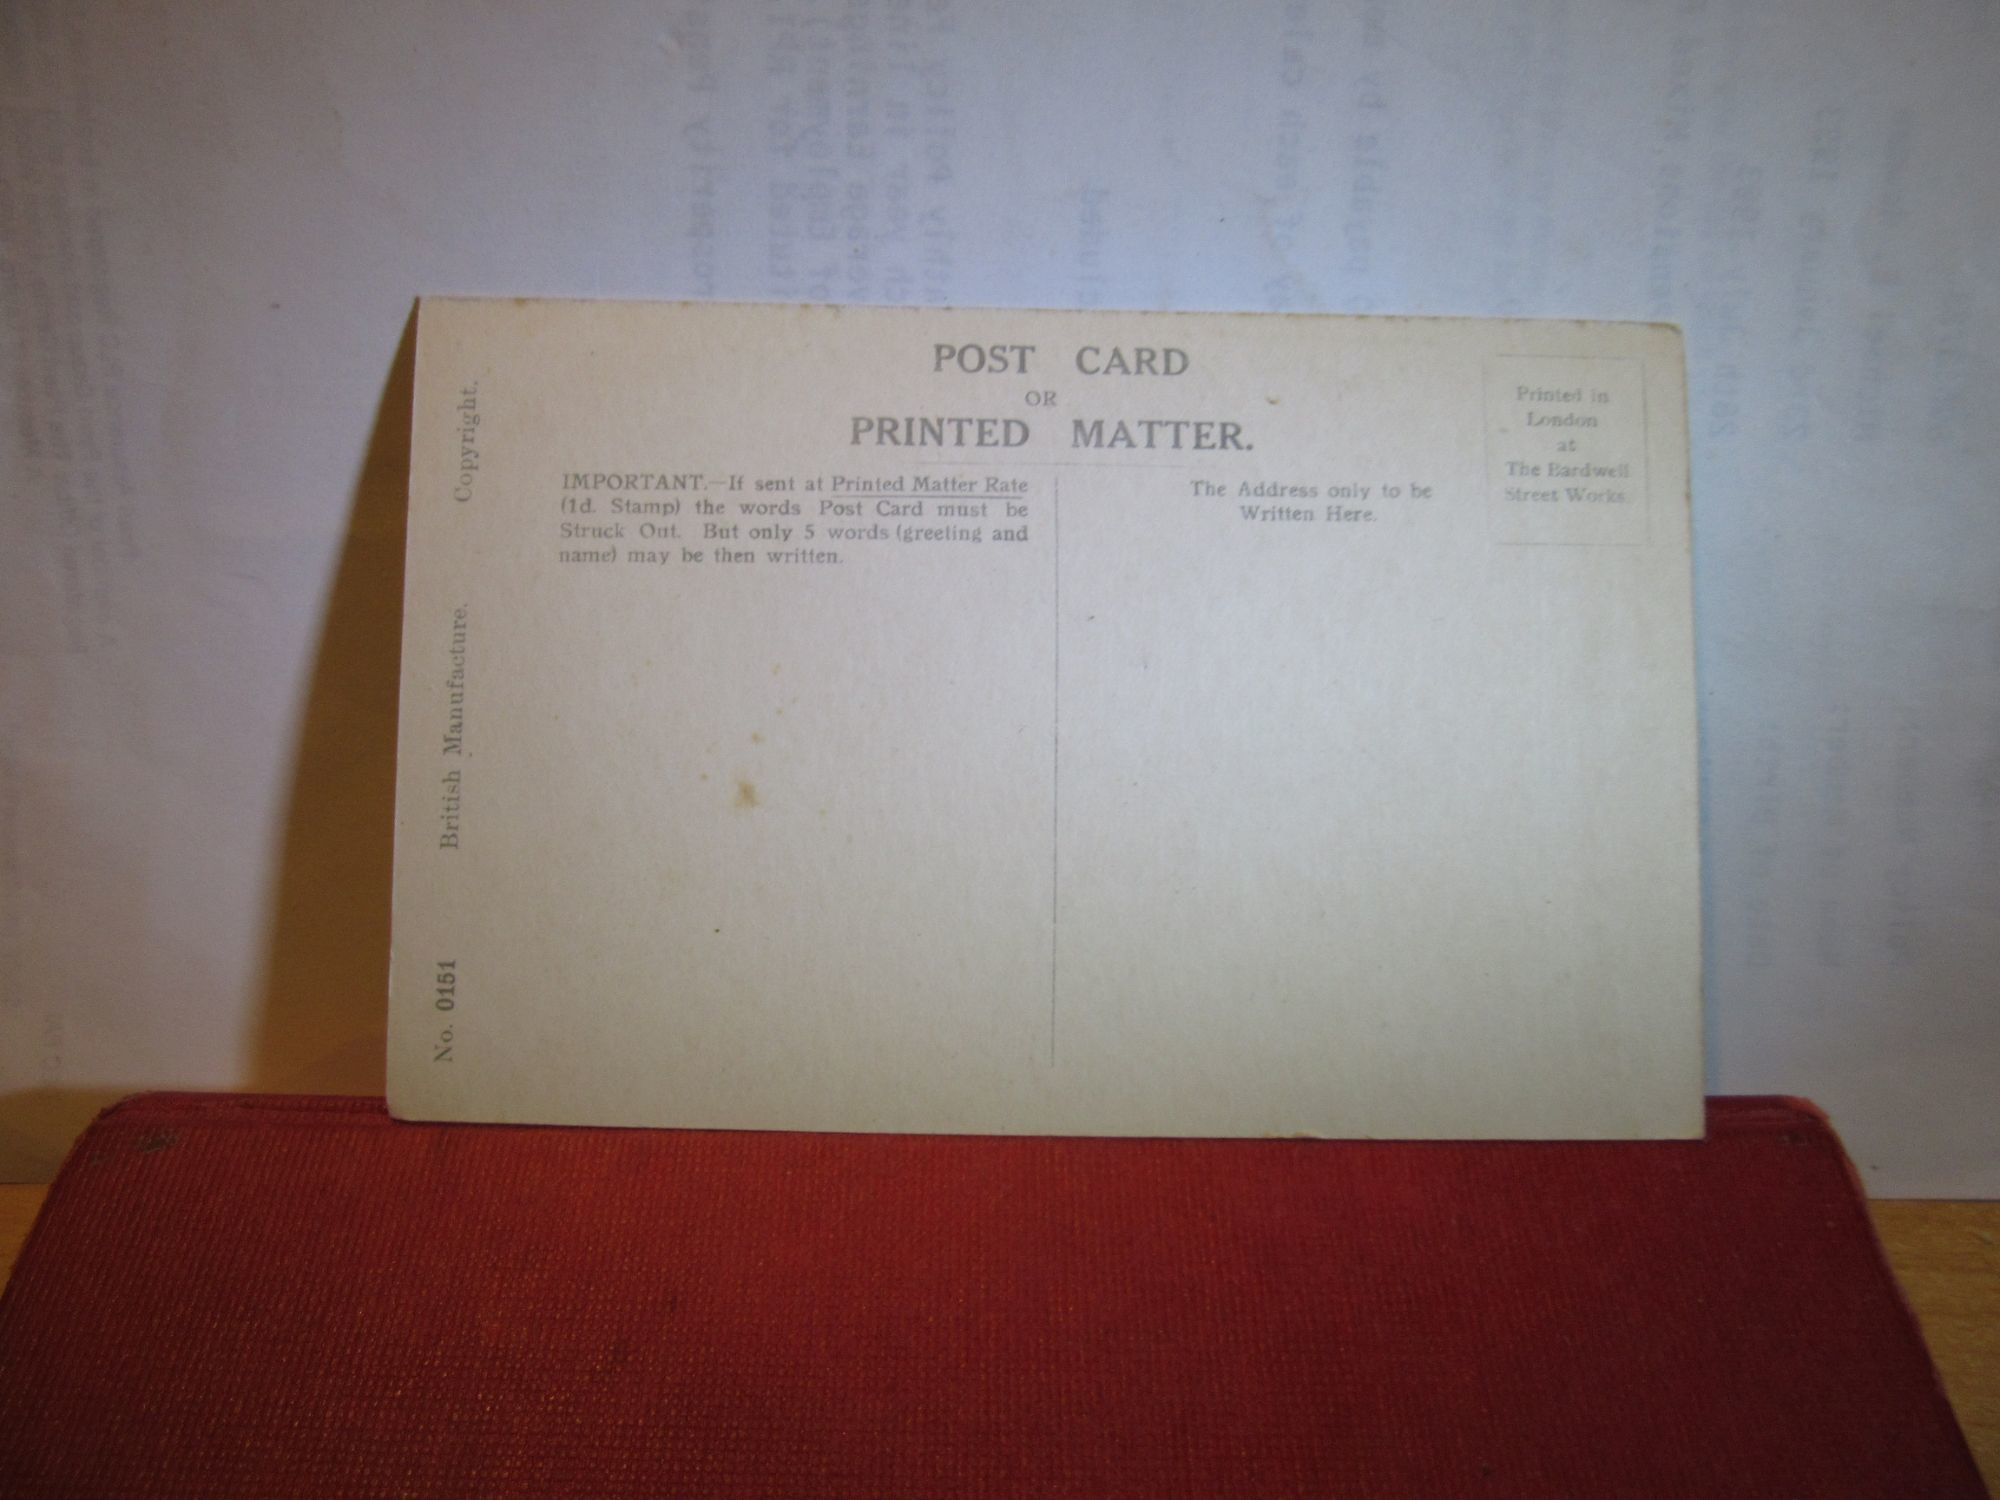 POST CARD
OR
PRINTED MATTER.
IMPORTANT.—If sent at Printed Matter Rate
(1d. Stamp) the words Post Card must be
Struck Out. But only 5 words (greeting and
name) may be then written.
The Address only to be
Written Here.
Printed in
London
at
The Bardwell
Street Works
No. 0151
British Manufacture.
Copyright.